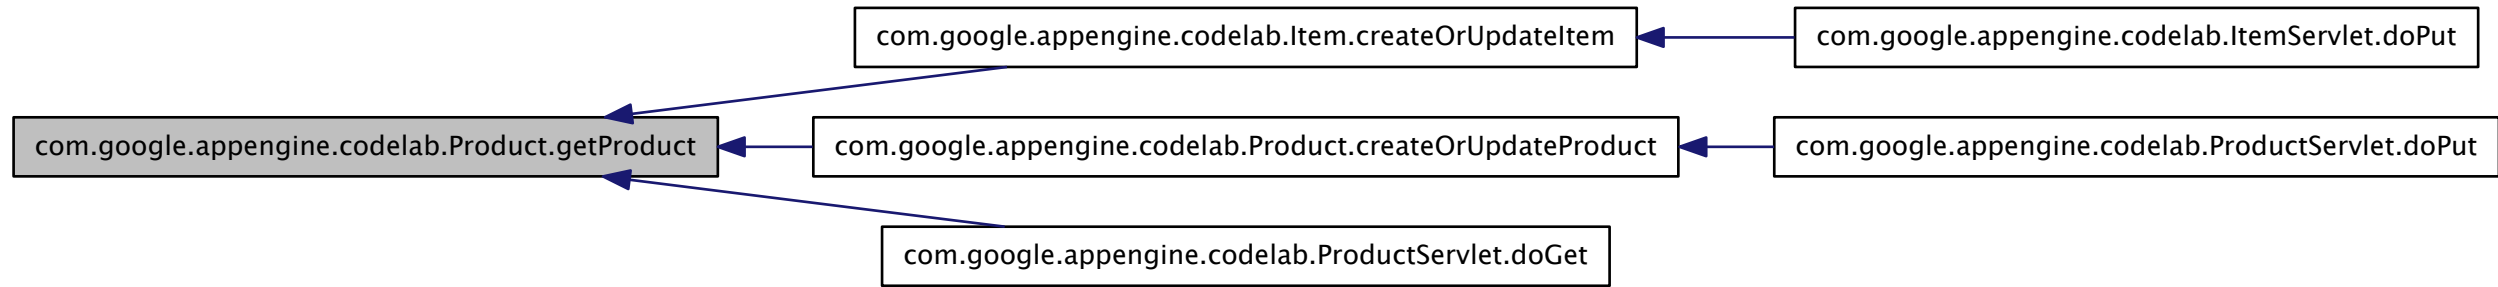 com.google.appengine.codelab.Item.createOrUpdateItem
com.google.appengine.codelab.ItemServlet.doPut
com.google.appengine.codelab.Product.getProduct
com.google.appengine.codelab.Product.createOrUpdateProduct
com.google.appengine.codelab.ProductServlet.doPut
com.google.appengine.codelab.ProductServlet.doGet